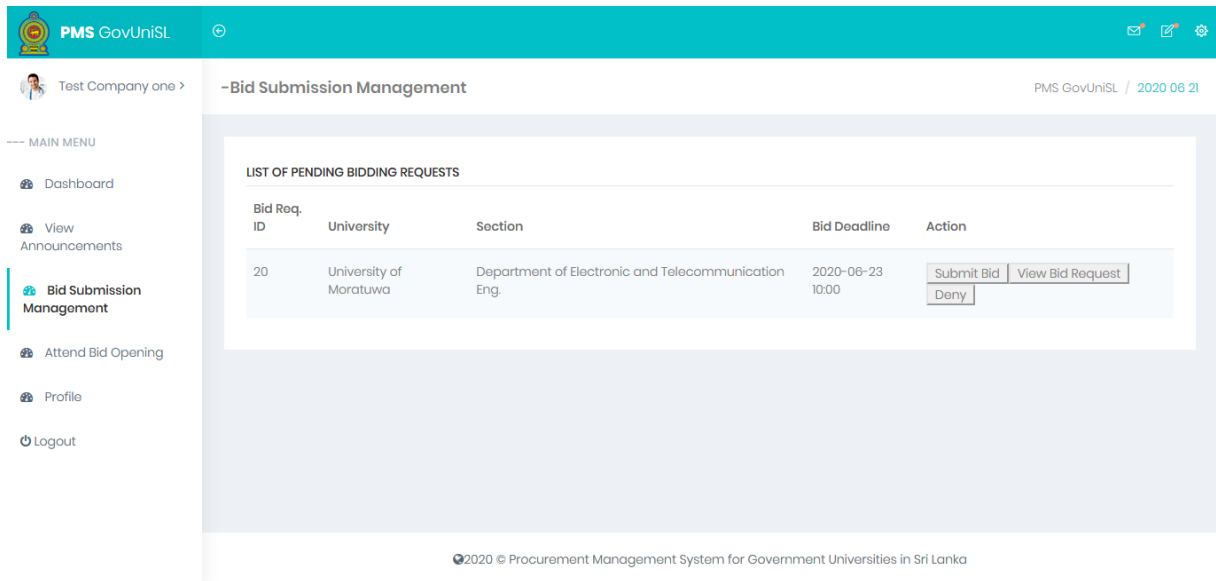 PMS GovUniSL
Test Company one >
-Bid Submission Management
PMS GovUniSL / 2020 06 21
--- MAIN MENU
Dashboard
View
Announcements
Bid Submission
Management
Attend Bid Opening
Profile
Logout
LIST OF PENDING BIDDING REQUESTS
Bid Req.
ID University Section Bid Deadline Action
20 University of Department of Electronic and Telecommunication 2020-06-23 Submit Bid View Bid Request
Moratuwa Eng. 10:00 Deny
2020 © Procurement Management System for Government Universities in Sri Lanka